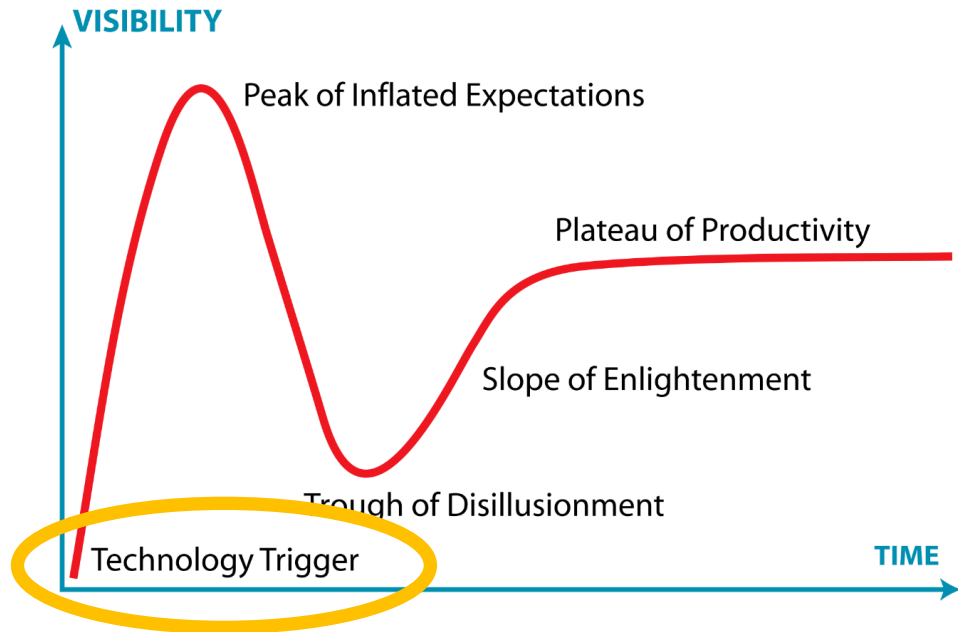 VISIBILITY
Peak of Inflated Expectations
Plateau of Productivity
Slope of Enlightenment
Trough of Disillusionment
Technology Trigger
TIME